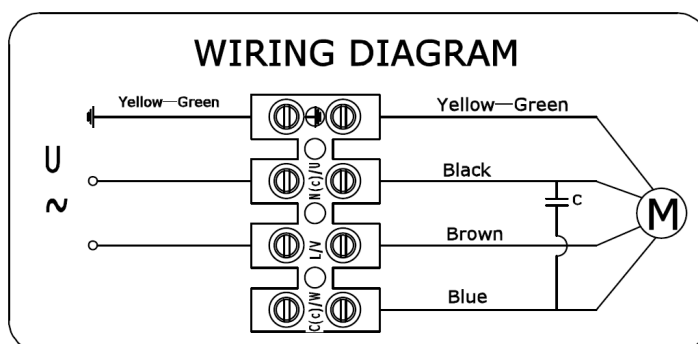 WIRING DIAGRAM
Yellow—Green
Yellow—Green
U
~
N(c)/U
Black
C
M
L/V
Brown
C(c)/W
Blue